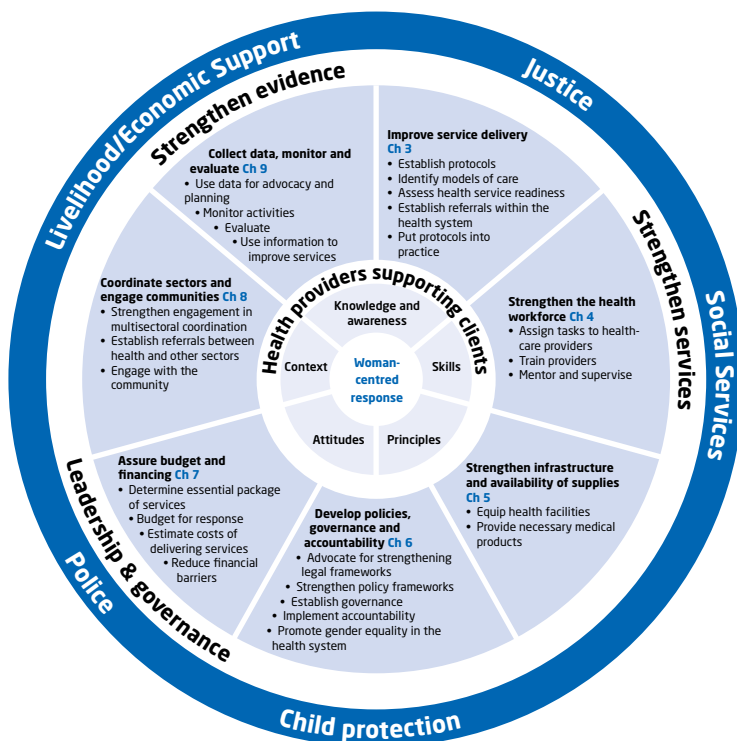 Livelihood/Economic Support
Justice
Social Services
Child protection
Police
Strengthen evidence
Strengthen services
Leadership & governance
Collect data, monitor and
evaluate Ch 9
• Use data for advocacy and
planning
• Monitor activities
• Evaluate
• Use information to
improve services
Improve service delivery
Ch 3
• Establish protocols
• Identify models of care
• Assess health service readiness
• Establish referrals within the
health system
• Put protocols into
practice
Strengthen the health
workforce Ch 4
• Assign tasks to health-
care providers
• Train providers
• Mentor and supervise
Strengthen infrastructure
and availability of supplies
Ch 5
• Equip health facilities
• Provide necessary medical
products
Develop policies,
governance and
accountability Ch 6
• Advocate for strengthening
legal frameworks
• Strengthen policy frameworks
• Establish governance
• Implement accountability
• Promote gender equality in the
health system
Assure budget and
financing Ch 7
• Determine essential package
of services
• Budget for response
• Estimate costs of
delivering services
• Reduce financial
barriers
Coordinate sectors and
engage communities Ch 8
• Strengthen engagement in
multisectoral coordination
• Establish referrals between
health and other sectors
• Engage with the
community
Health providers supporting clients
Knowledge and
awareness
Skills
Principles
Attitudes
Context
Woman-
centred
response